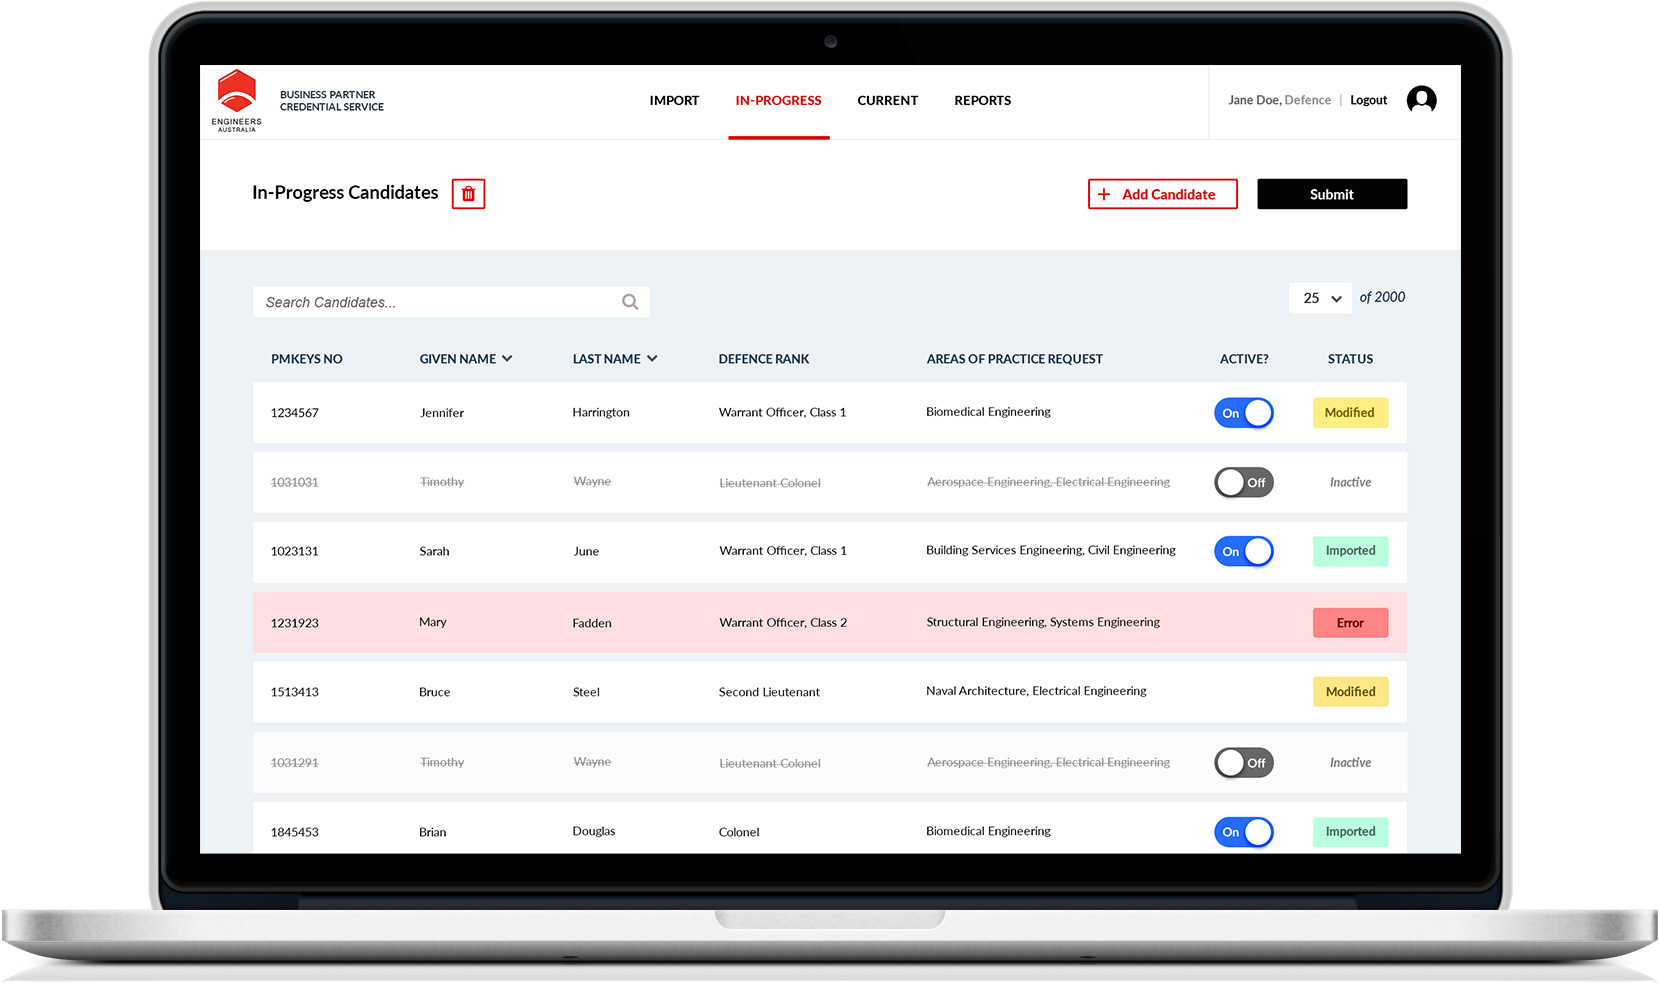 ENGINEERS
AUSTRALIA
BUSINESS PARTNER
CREDENTIAL SERVICE
IMPORT IN-PROGRESS CURRENT REPORTS
Jane Doe, Defence | Logout
In-Progress Candidates
+ Add Candidate
Submit
Search Candidates...
25 of 2000
PMKEYS NO GIVEN NAME LAST NAME DEFENCE RANK AREAS OF PRACTICE REQUEST ACTIVE? STATUS
1234567 Jennifer Harrington Warrant Officer, Class 1 Biomedical Engineering On Modified
1031031 Timothy Wayne Lieutenant Colonel Aerospace Engineering, Electrical Engineering Off Inactive
1023131 Sarah June Warrant Officer, Class 1 Building Services Engineering, Civil Engineering On Imported
1231923 Mary Fadden Warrant Officer, Class 2 Structural Engineering, Systems Engineering Error
1513413 Bruce Steel Second Lieutenant Naval Architecture, Electrical Engineering Modified
1031291 Timothy Wayne Lieutenant Colonel Aerospace Engineering, Electrical Engineering Off Inactive
1845453 Brian Douglas Colonel Biomedical Engineering On Imported